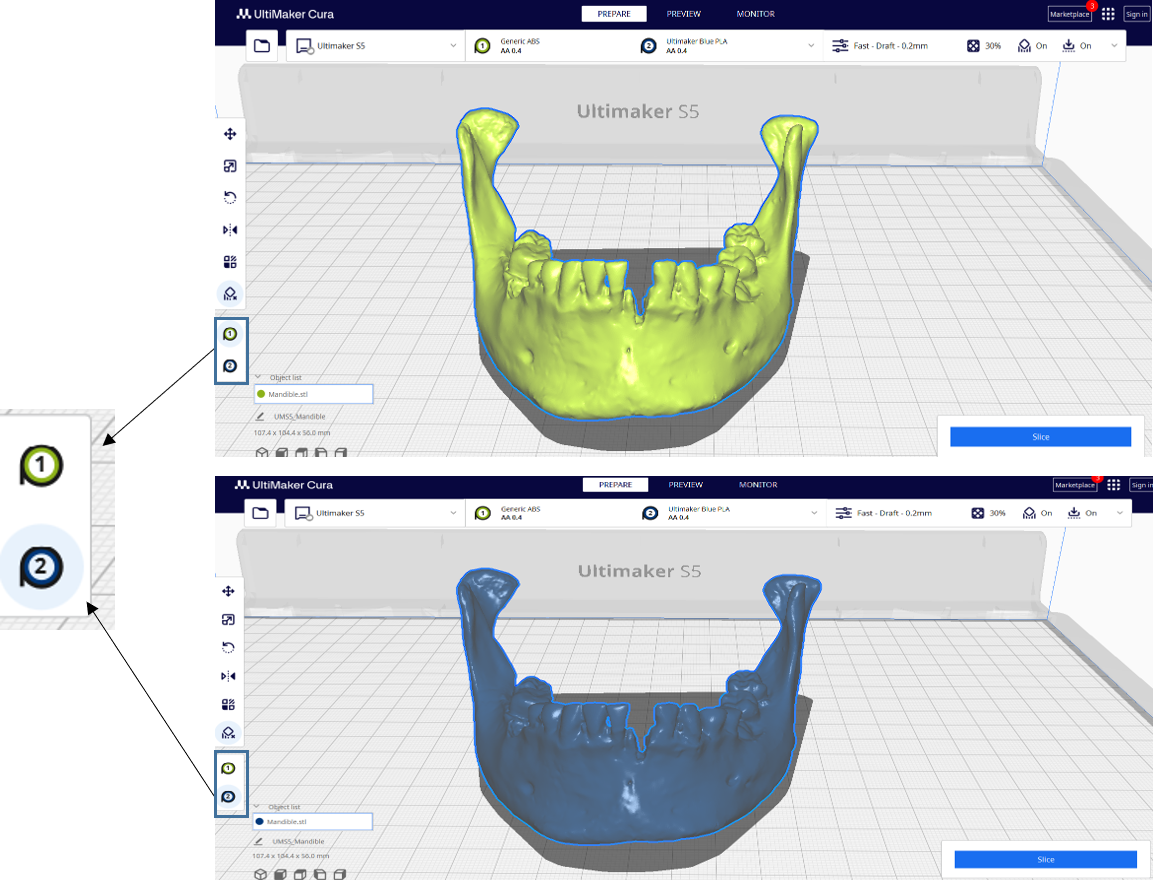 UltiMaker Cura
PREPARE PREVIEW MONITOR
Marketplace 3 Sign in
Ultimaker S5
1 Generic ABS
AA 0.4
2 Ultimaker Blue PLA
AA 0.4
Fast - Draft - 0.2mm
30% On On
Ultimaker S5
1
2
Object list
Mandible.stl
UMS5_Mandible
107.4 x 104.4 x 56.0 mm
Slice
1
2
UltiMaker Cura
PREPARE PREVIEW MONITOR
Marketplace Sign in
Ultimaker S5
1 Generic ABS
AA 0.4
2 Ultimaker Blue PLA
AA 0.4
Fast - Draft - 0.2mm
30% On On
Ultimaker S5
1
2
Object list
Mandible.stl
UMS5_Mandible
107.4 x 104.4 x 56.0 mm
Slice